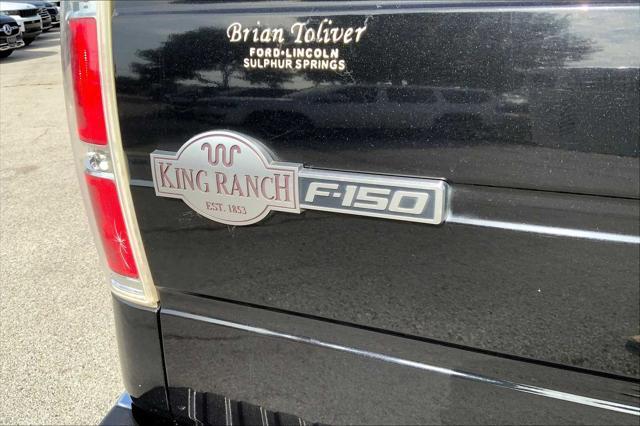 Brian Toliver
FORD•LINCOLN
SULPHUR SPRINGS
KING RANCH
EST. 1853
F-150